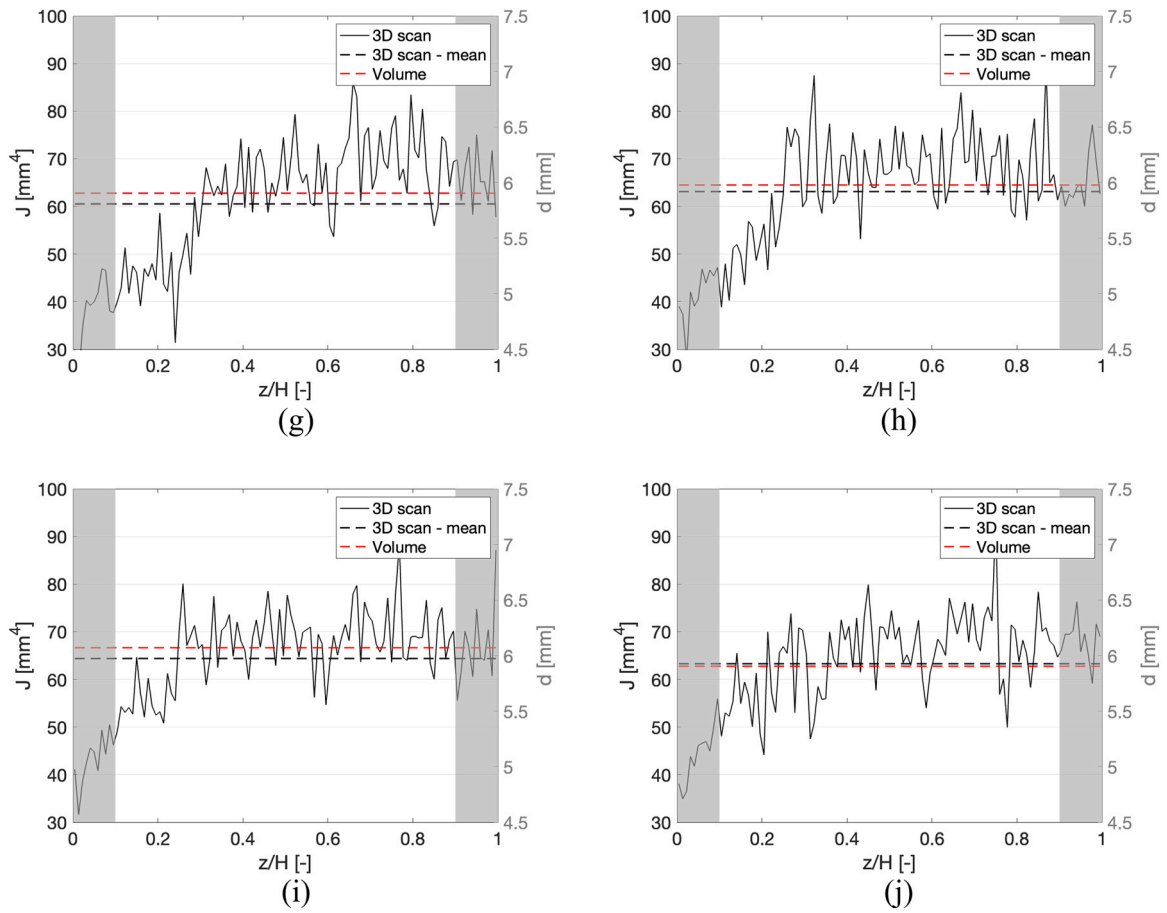 100
90
80
70
60
50
40
30
J [mm⁴]
7.5
7
6.5
6
5.5
5
4.5
d [mm]
3D scan
3D scan - mean
Volume
0 0.2 0.4 0.6 0.8 1
z/H [-]
(g)
100
90
80
70
60
50
40
30
J [mm⁴]
7.5
7
6.5
6
5.5
5
4.5
d [mm]
3D scan
3D scan - mean
Volume
0 0.2 0.4 0.6 0.8 1
z/H [-]
(h)
100
90
80
70
60
50
40
30
J [mm⁴]
7.5
7
6.5
6
5.5
5
4.5
d [mm]
3D scan
3D scan - mean
Volume
0 0.2 0.4 0.6 0.8 1
z/H [-]
(i)
100
90
80
70
60
50
40
30
J [mm⁴]
7.5
7
6.5
6
5.5
5
4.5
d [mm]
3D scan
3D scan - mean
Volume
0 0.2 0.4 0.6 0.8 1
z/H [-]
(j)